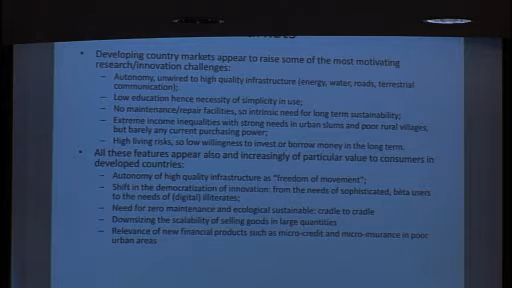 • Developing country markets appear to raise some of the most motivating
research/innovation challenges:
– Autonomy, unwired to high quality infrastructure (energy, water, roads, terrestrial
communication);
– Low education hence necessity of simplicity in use;
– No maintenance/repair facilities, so intrinsic need for long term sustainability;
– Extreme income inequalities with strong needs in urban slums and poor rural villages,
but barely any current purchasing power;
– High living risks, so low willingness to invest or borrow money in the long term.
• All these features appear also and increasingly of particular value to consumers in
developed countries:
– Autonomy of high quality infrastructure as "freedom of movement";
– Shift in the democratization of innovation: from the needs of sophisticated, bèta users
to the needs of (digital) illiterates;
– Need for zero maintenance and ecological sustainable: cradle to cradle
– Downsizing the scalability of selling goods in large quantities
– Relevance of new financial products such as micro-credit and micro-insurance in poor
urban areas